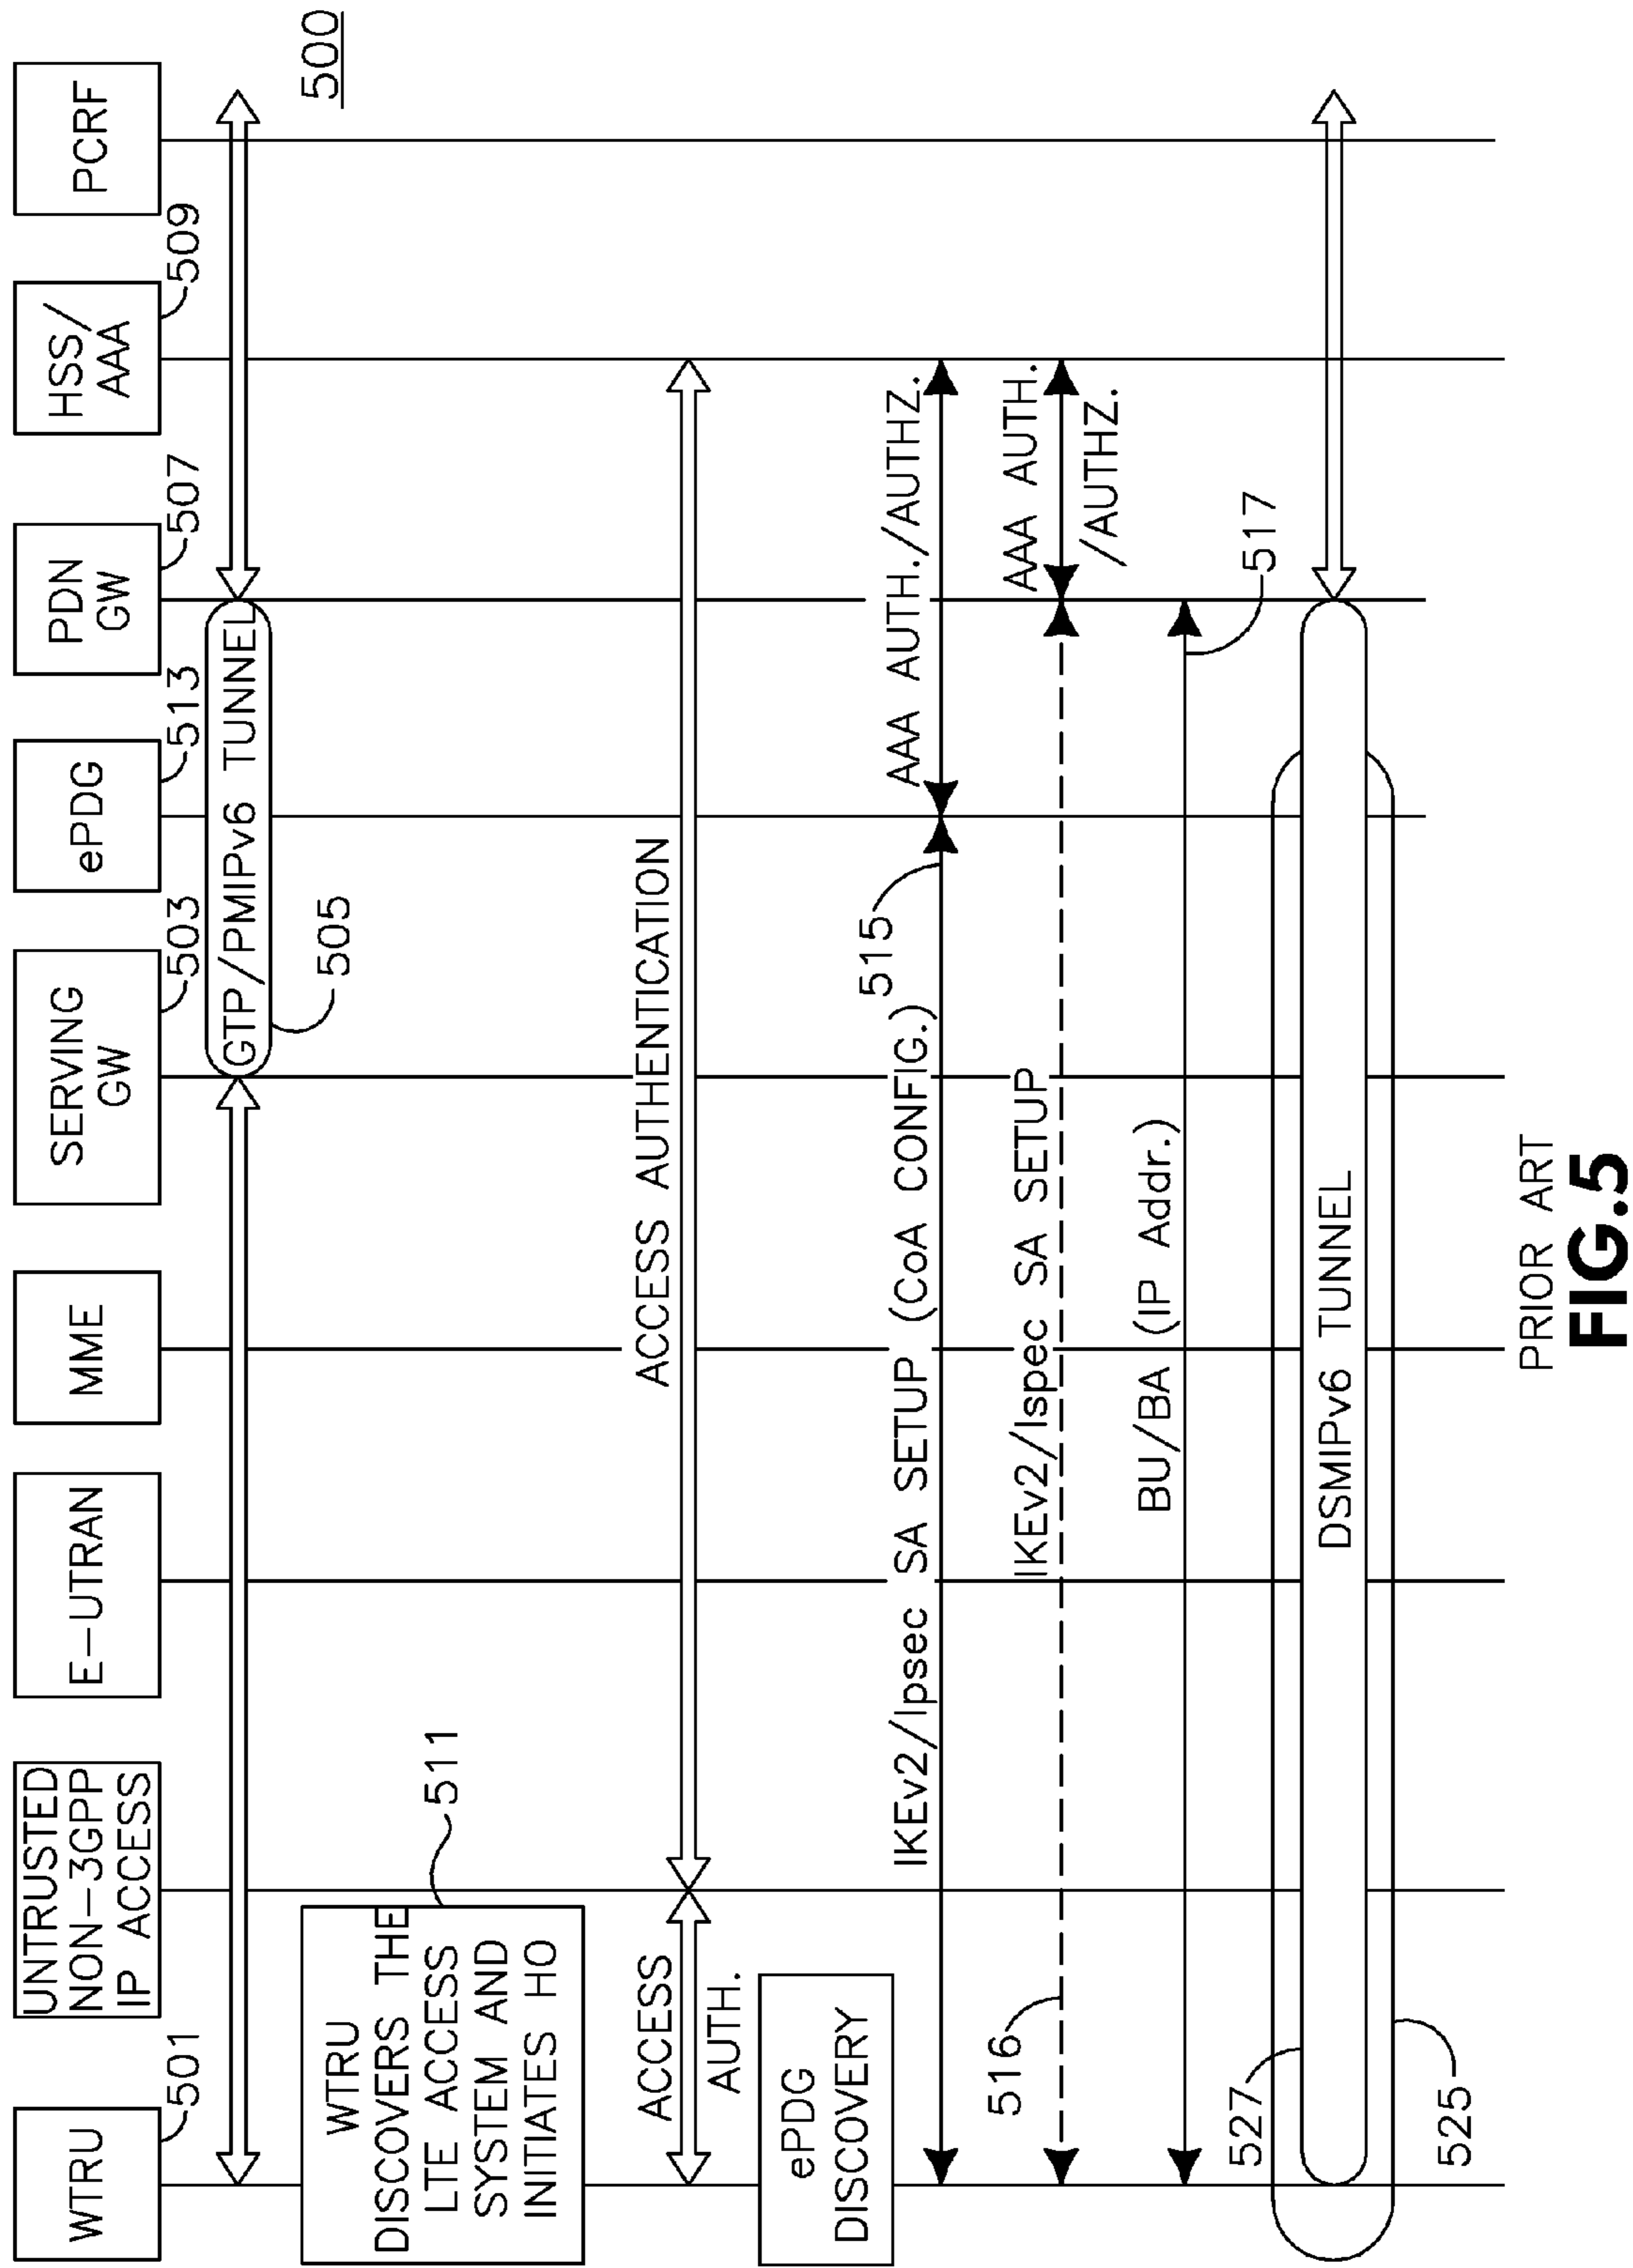 WTRU
501
UNTRUSTED
NON-3GPP
IP ACCESS
E-UTRAN
MME
SERVING
GW
503
ePDG
513
PDN
GW
507
HSS/
AAA
509
PCRF
GTP/PMIPv6 TUNNEL
505
500
WTRU
DISCOVERS THE
LTE ACCESS
SYSTEM AND
INITIATES HO
511
ACCESS
AUTH.
ACCESS AUTHENTICATION
ePDG
DISCOVERY
IKEv2/Ipsec SA SETUP (CoA CONFIG.)
515
AAA AUTH./AUTHZ.
516
IKEv2/Ispec SA SETUP
AAA AUTH.
/AUTHZ.
BU/BA (IP Addr.)
517
527
DSMIPv6 TUNNEL
525
PRIOR ART
FIG.5